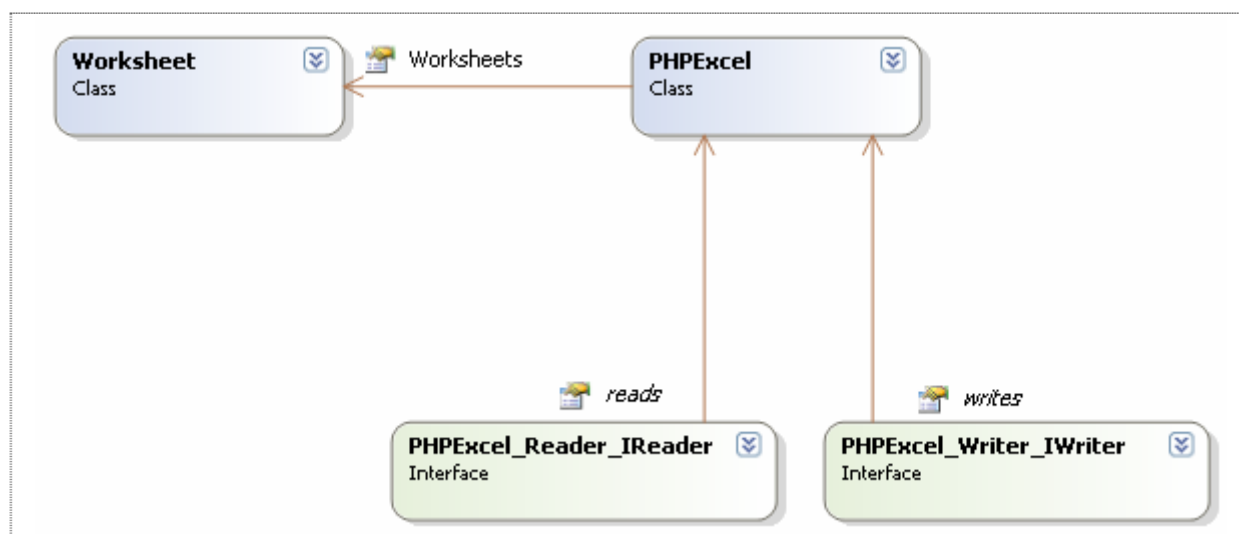 Worksheet
Class
Worksheets
PHPExcel
Class
reads
writes
PHPExcel_Reader_IReader
Interface
PHPExcel_Writer_IWriter
Interface